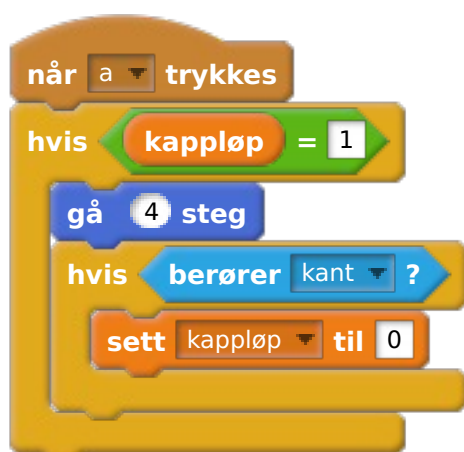 når a trykkes
hvis kappløp = 1
gå 4 steg
hvis berører kant ?
sett kappløp til 0